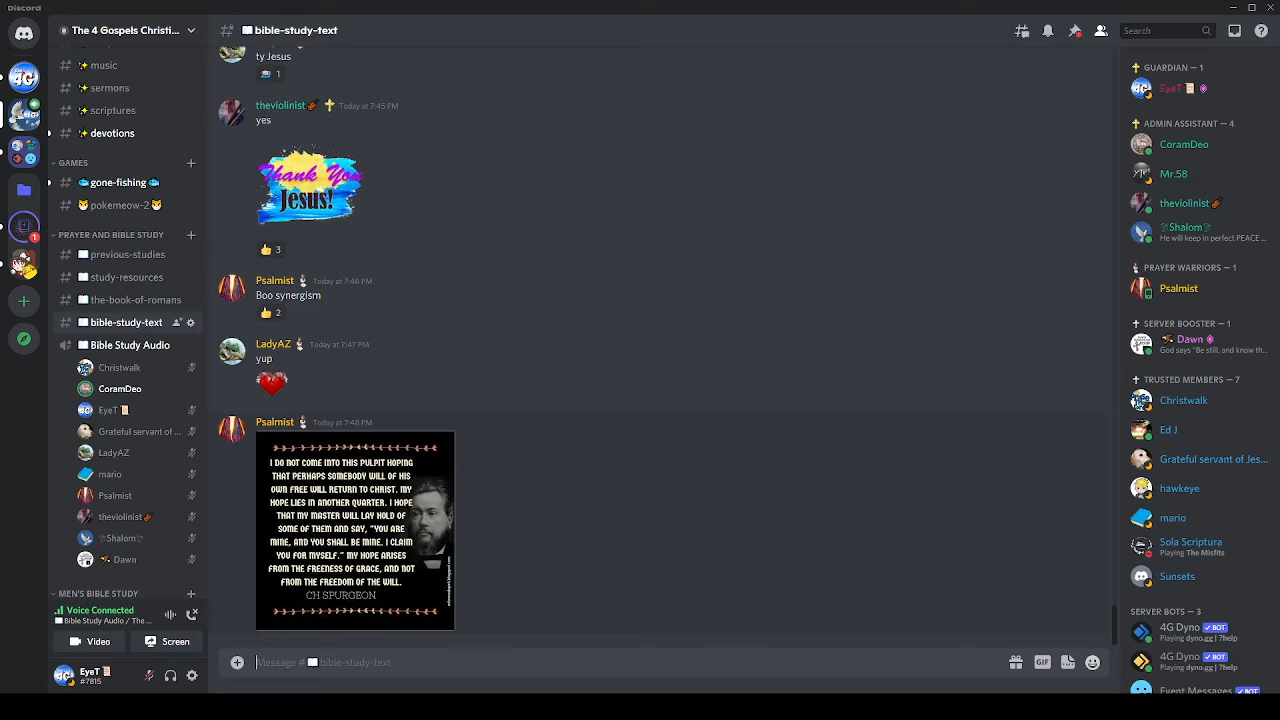 Discord
The 4 Gospels Christi...
bible-study-text
Search
music
sermons
scriptures
devotions
GAMES
gone-fishing
pokemeow-2
PRAYER AND BIBLE STUDY
previous-studies
study-resources
the-book-of-romans
bible-study-text
Bible Study Audio
Christwalk
CoramDeo
EyeT
Grateful servant of ...
LadyAZ
mario
Psalmist
theviolinist
Shalom
Dawn
MEN'S BIBLE STUDY
Voice Connected
Bible Study Audio / The ...
Video
Screen
EyeT
#7815
1
ty Jesus
1
theviolinist Today at 7:45 PM
yes
Thank You
Jesus!
3
Psalmist Today at 7:46 PM
Boo synergism
2
LadyAZ Today at 7:47 PM
yup
Psalmist Today at 7:48 PM
I DO NOT COME INTO THIS PULPIT HOPING
THAT PERHAPS SOMEBODY WILL OF HIS
OWN FREE WILL RETURN TO CHRIST. MY
HOPE LIES IN ANOTHER QUARTER. I HOPE
THAT MY MASTER WILL LAY HOLD OF
SOME OF THEM AND SAY, "YOU ARE
MINE, AND YOU SHALL BE MINE. I CLAIM
YOU FOR MYSELF." MY HOPE ARISES
FROM THE FREENESS OF GRACE, AND NOT
FROM THE FREEDOM OF THE WILL.
CH SPURGEON
Message # bible-study-text
GIF
GUARDIAN — 1
EyeT
ADMIN ASSISTANT — 4
CoramDeo
Mr.58
theviolinist
Shalom
He will keep in perfect PEACE ...
PRAYER WARRIORS — 1
Psalmist
SERVER BOOSTER — 1
Dawn
God says "Be still, and know th...
TRUSTED MEMBERS — 7
Christwalk
Ed J
Grateful servant of Jes...
hawkeye
mario
Sola Scriptura
Playing The Misfits
Sunsets
SERVER BOTS — 3
4G Dyno BOT
Playing dyno.gg | ?help
4G Dyno BOT
Playing dyno.gg | ?help
Event Messages BOT